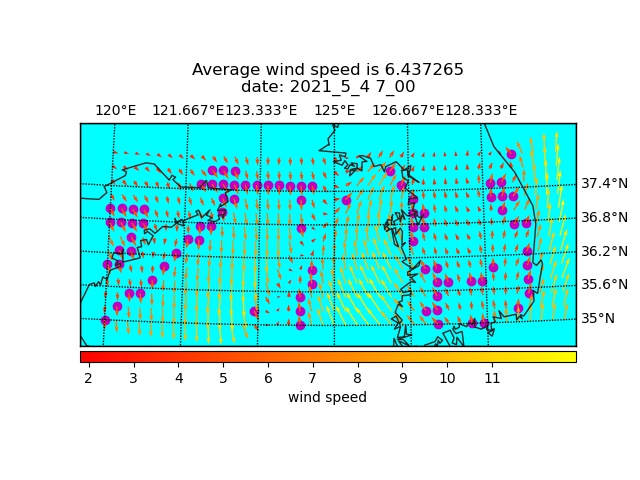 Average wind speed is 6.437265
date: 2021_5_4 7_00
120°E 121.667°E 123.333°E 125°E 126.667°E 128.333°E
37.4°N
36.8°N
36.2°N
35.6°N
35°N
2 3 4 5 6 7 8 9 10 11
wind speed